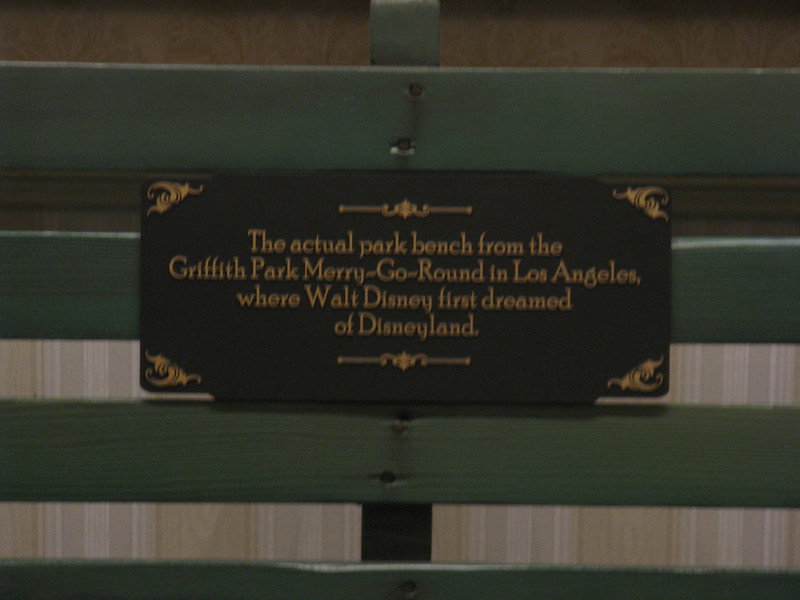 The actual park bench from the
Griffith Park Merry-Go-Round in Los Angeles,
where Walt Disney first dreamed
of Disneyland.